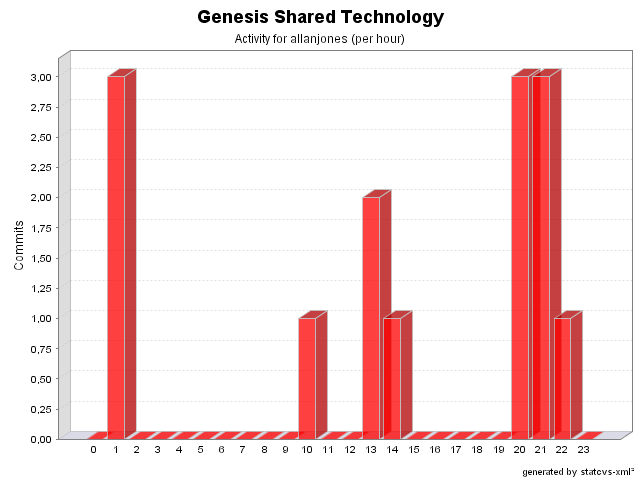 Genesis Shared Technology
Activity for allanjones (per hour)
3,00
2,75
2,50
2,25
2,00
1,75
1,50
1,25
1,00
0,75
0,50
0,25
0,00
Commits
0 1 2 3 4 5 6 7 8 9 10 11 12 13 14 15 16 17 18 19 20 21 22 23
generated by statcvs-xml²